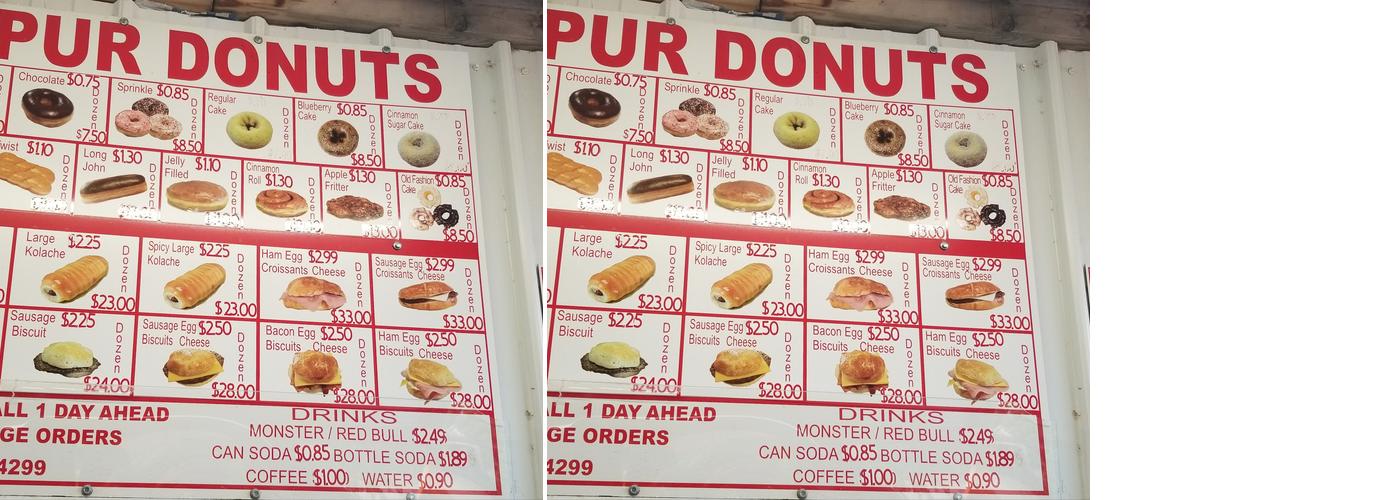 PUR DONUTS
Chocolate $0.75 Dozen $7.50
Sprinkle $0.85 Dozen $8.50
Regular Cake Dozen
Blueberry Cake $0.85 Dozen $8.50
Cinnamon Sugar Cake Dozen
wist $1.10 Dozen
Long John $1.30 Dozen
Jelly Filled $1.10 Dozen
Cinnamon Roll $1.30 Dozen
Apple Fritter $1.30 Dozen
Old Fashion Cake $0.85 Dozen $8.50
Large Kolache $2.25 Dozen $23.00
Spicy Large Kolache $2.25 Dozen $23.00
Ham Egg Croissants Cheese $2.99 Dozen $33.00
Sausage Egg Croissants Cheese $2.99 Dozen $33.00
Sausage Biscuit $2.25 Dozen $24.00
Sausage Egg Biscuits Cheese $2.50 Dozen $28.00
Bacon Egg Biscuits Cheese $2.50 Dozen $28.00
Ham Egg Biscuits Cheese $2.50 Dozen $28.00
ALL 1 DAY AHEAD
GE ORDERS
4299
DRINKS
MONSTER / RED BULL $2.49
CAN SODA $0.85 BOTTLE SODA $1.89
COFFEE $1.00 WATER $0.90
PUR DONUTS
Chocolate $0.75 Dozen $7.50
Sprinkle $0.85 Dozen $8.50
Regular Cake Dozen
Blueberry Cake $0.85 Dozen $8.50
Cinnamon Sugar Cake Dozen
wist $1.10 Dozen
Long John $1.30 Dozen
Jelly Filled $1.10 Dozen
Cinnamon Roll $1.30 Dozen
Apple Fritter $1.30 Dozen
Old Fashion Cake $0.85 Dozen $8.50
Large Kolache $2.25 Dozen $23.00
Spicy Large Kolache $2.25 Dozen $23.00
Ham Egg Croissants Cheese $2.99 Dozen $33.00
Sausage Egg Croissants Cheese $2.99 Dozen $33.00
Sausage Biscuit $2.25 Dozen $24.00
Sausage Egg Biscuits Cheese $2.50 Dozen $28.00
Bacon Egg Biscuits Cheese $2.50 Dozen $28.00
Ham Egg Biscuits Cheese $2.50 Dozen $28.00
LL 1 DAY AHEAD
GE ORDERS
4299
DRINKS
MONSTER / RED BULL $2.49
CAN SODA $0.85 BOTTLE SODA $1.89
COFFEE $1.00 WATER $0.90